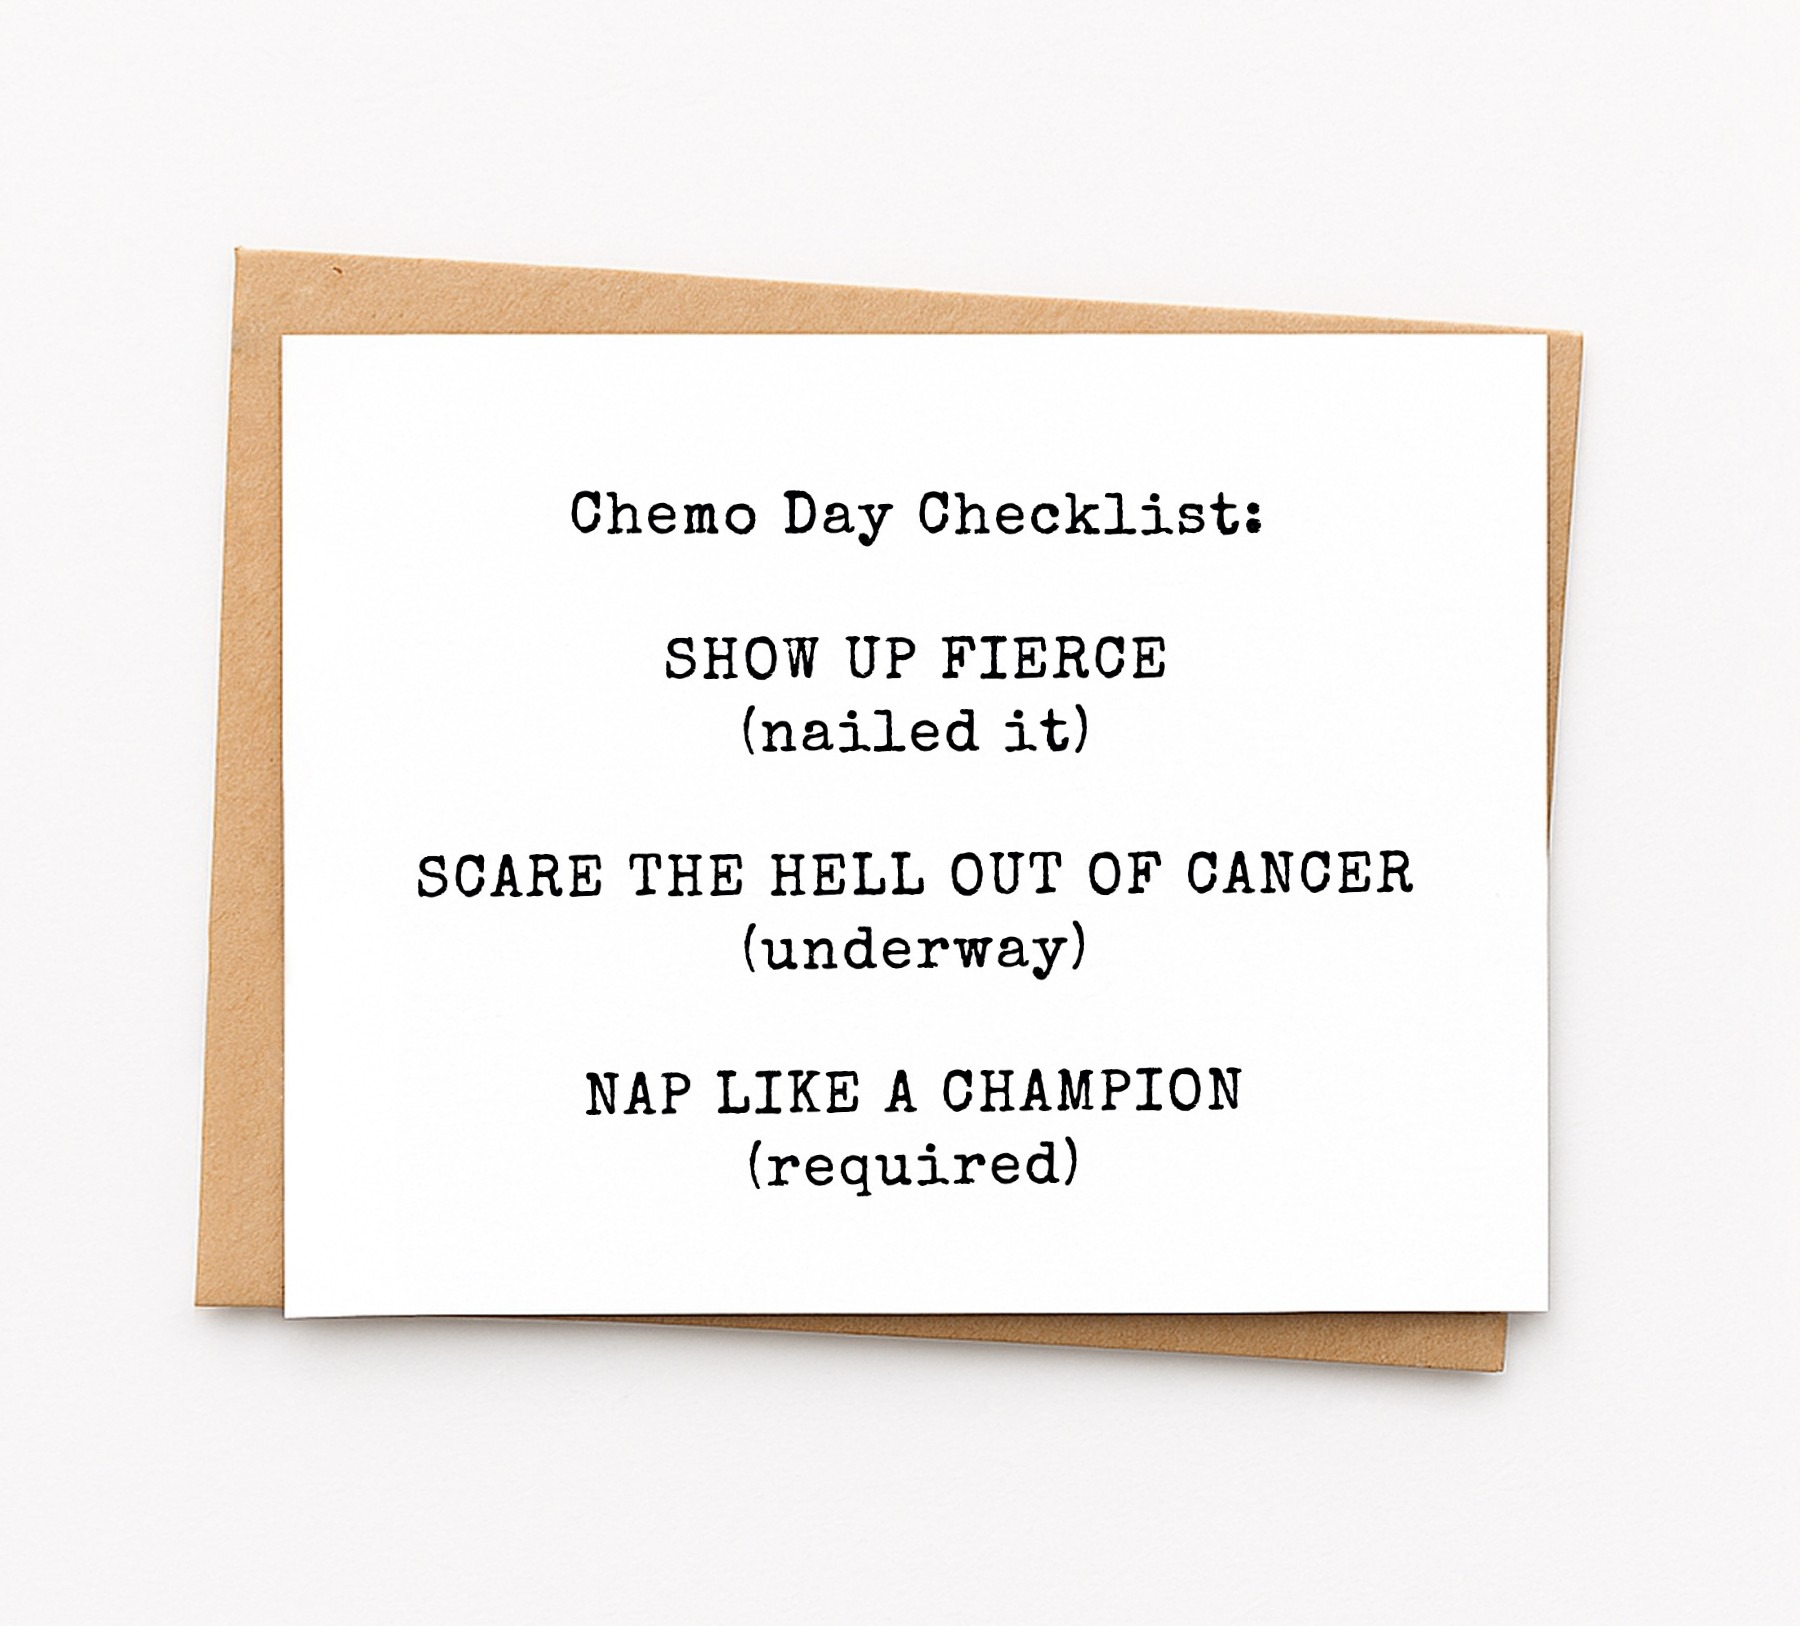 Chemo Day Checklist:
SHOW UP FIERCE
(nailed it)
SCARE THE HELL OUT OF CANCER
(underway)
NAP LIKE A CHAMPION
(required)